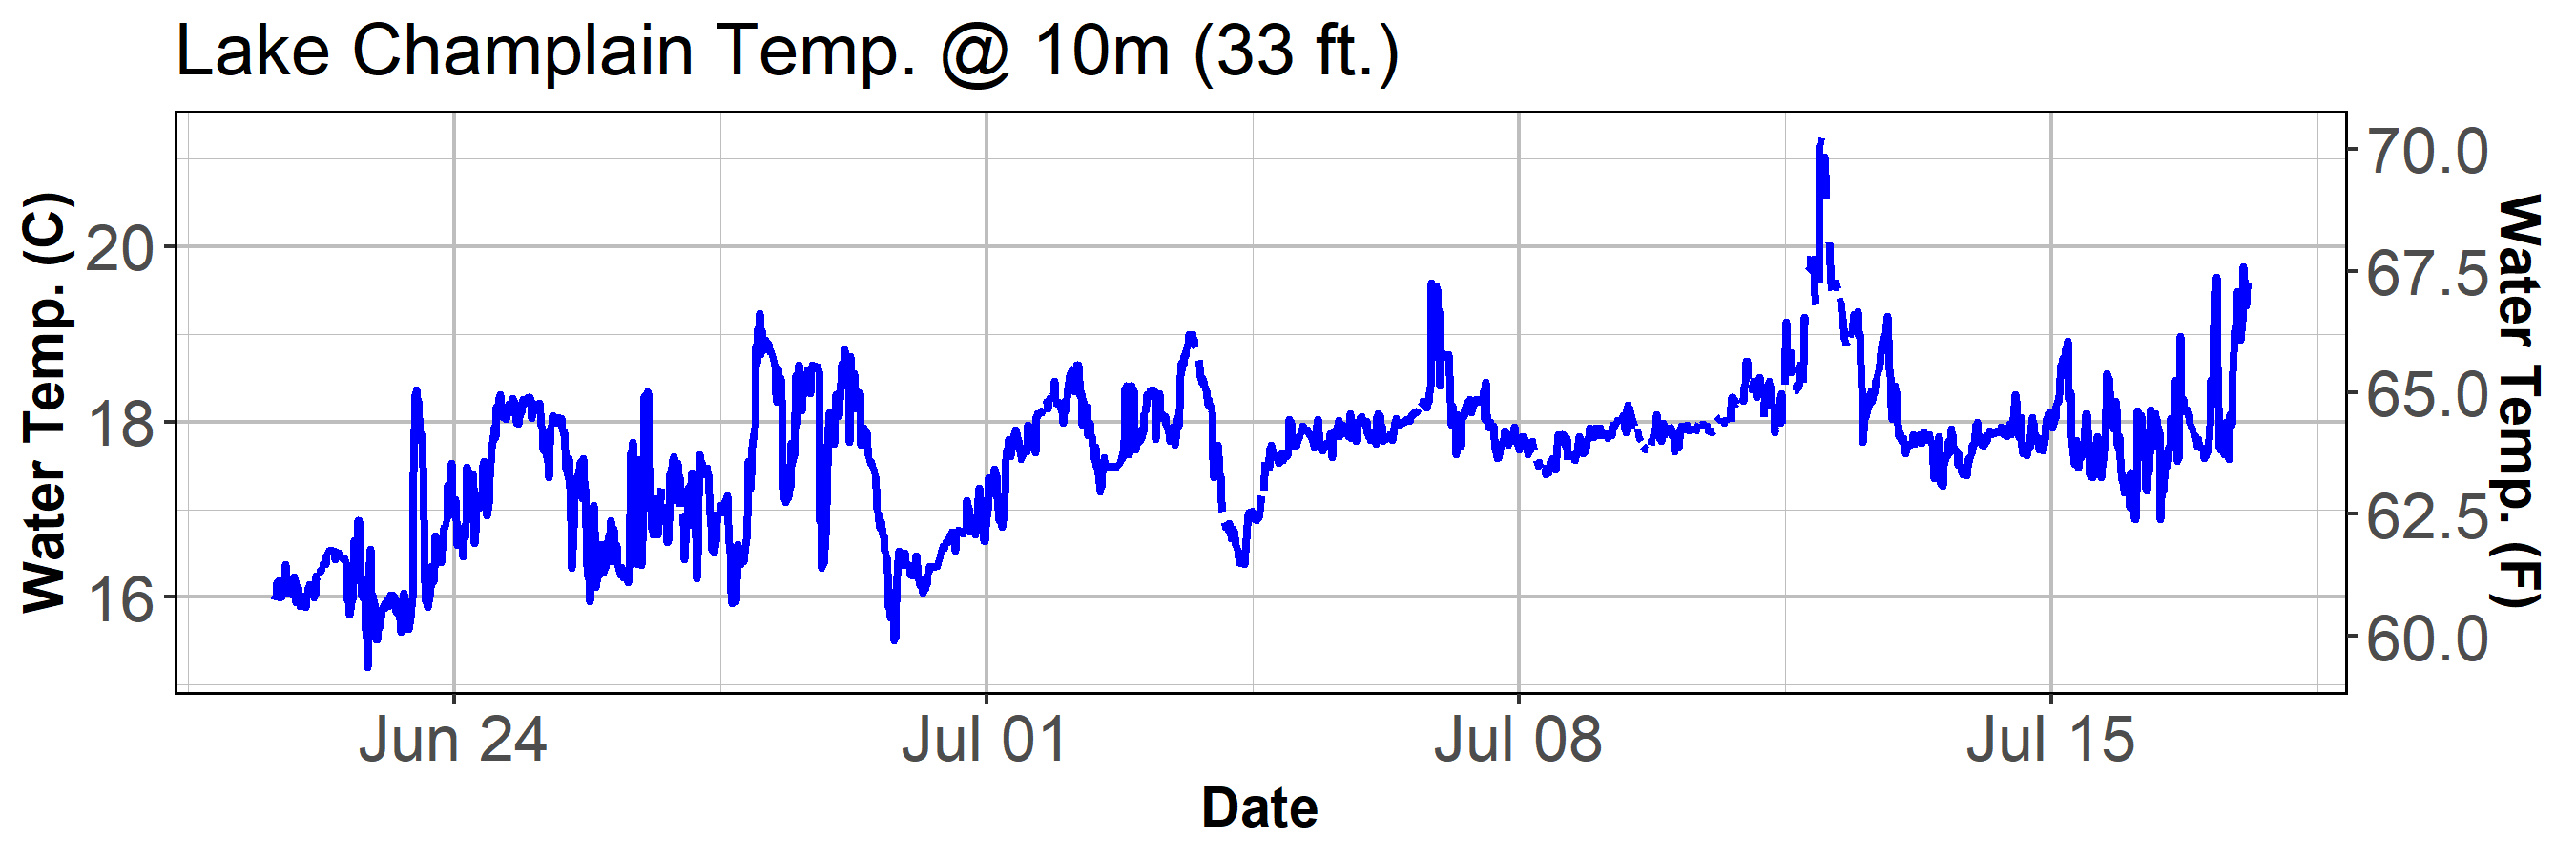 Lake Champlain Temp. @ 10m (33 ft.)
Water Temp. (C)
20
18
16
70.0
67.5
65.0
62.5
60.0
Water Temp. (F)
Jun 24
Jul 01
Jul 08
Jul 15
Date